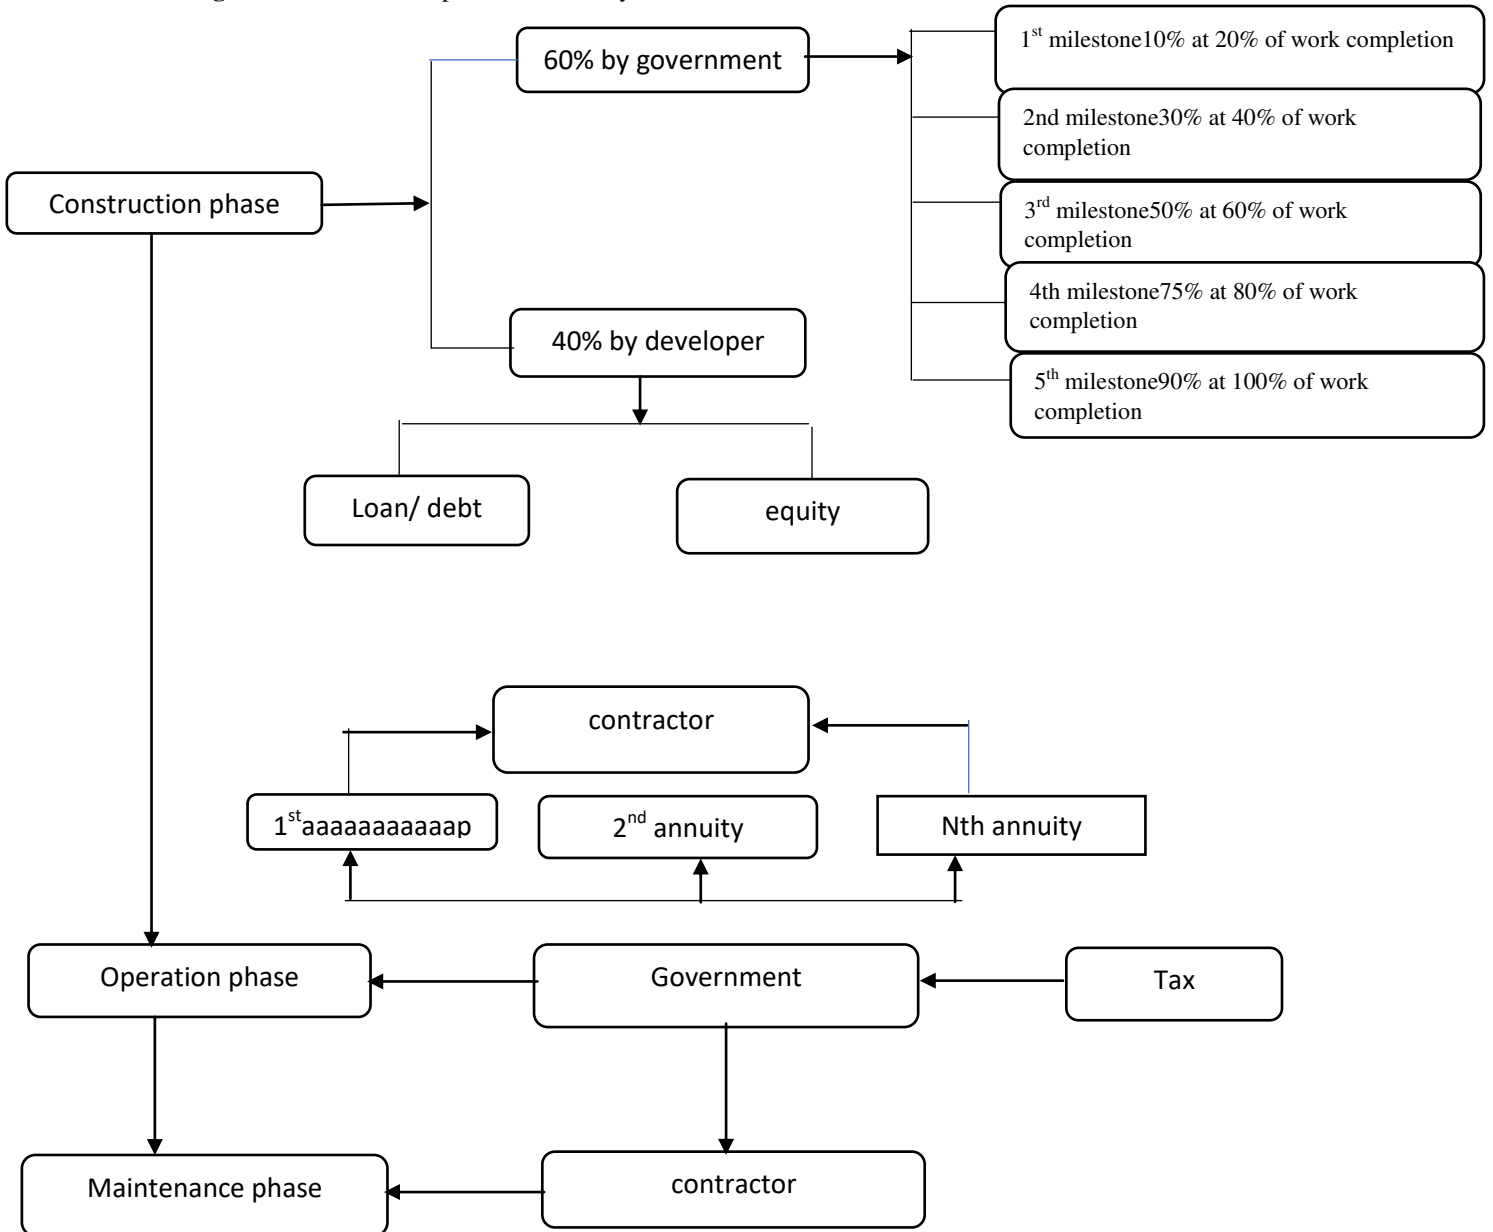 60% by government
1st milestone10% at 20% of work completion
2nd milestone30% at 40% of work
completion
3rd milestone50% at 60% of work
completion
4th milestone75% at 80% of work
completion
5th milestone90% at 100% of work
completion
Construction phase
40% by developer
Loan/ debt
equity
contractor
1staaaaaaaaaaap
2nd annuity
Nth annuity
Operation phase
Government
Tax
Maintenance phase
contractor